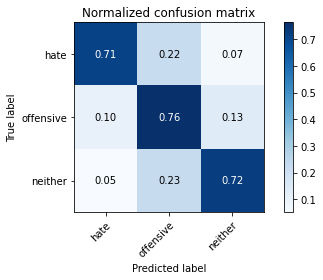 Normalized confusion matrix
True label
hate 0.71 0.22 0.07
offensive 0.10 0.76 0.13
neither 0.05 0.23 0.72
hate offensive neither
Predicted label
0.7
0.6
0.5
0.4
0.3
0.2
0.1